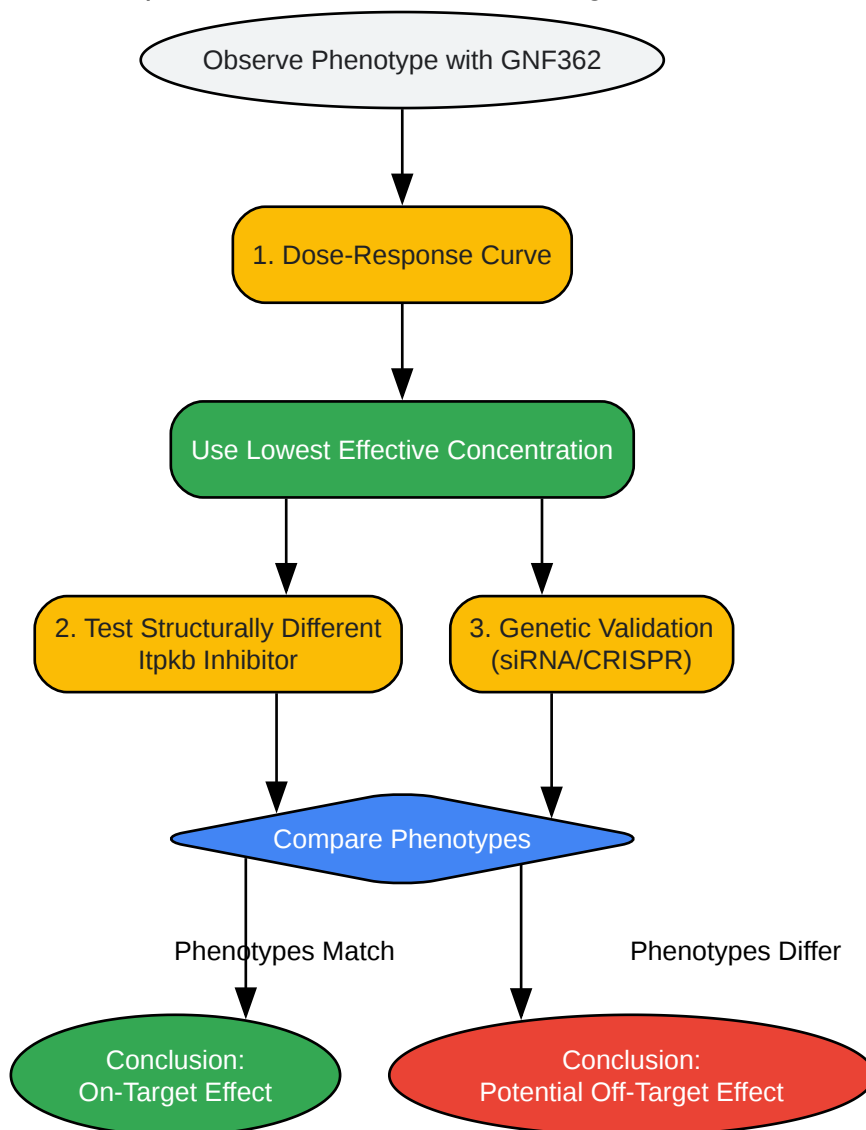 Observe Phenotype with GNF362
1. Dose-Response Curve
Use Lowest Effective Concentration
2. Test Structurally Different
Itpkb Inhibitor
3. Genetic Validation
(siRNA/CRISPR)
Compare Phenotypes
Phenotypes Match
Phenotypes Differ
Conclusion:
On-Target Effect
Conclusion:
Potential Off-Target Effect